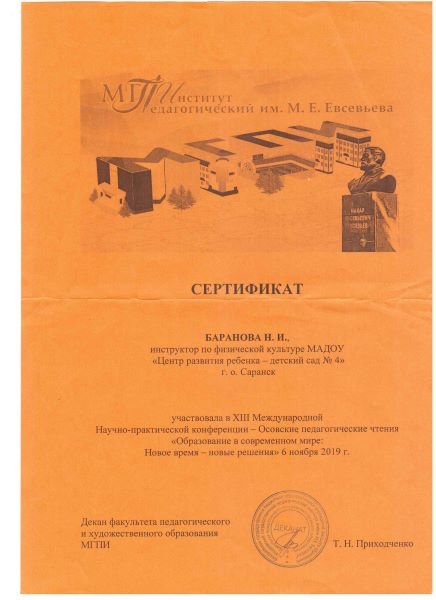 МГПИнститут
едагогический им. М. Е. Евсевьева
МАКАР
ЕВСЕВЬЕВ
СЕРТИФИКАТ
БАРАНОВА Н. И.,
инструктор по физической культуре МАДОУ
«Центр развития ребенка – детский сад № 4»
г. о. Саранск
участвовала в XIII Международной
Научно-практической конференции – Осовские педагогические чтения
«Образование в современном мире:
Новое время – новые решения» 6 ноября 2019 г.
Декан факультета педагогического
и художественного образования
МГПИ
ДЕКАНАТ
Т. Н. Приходченко